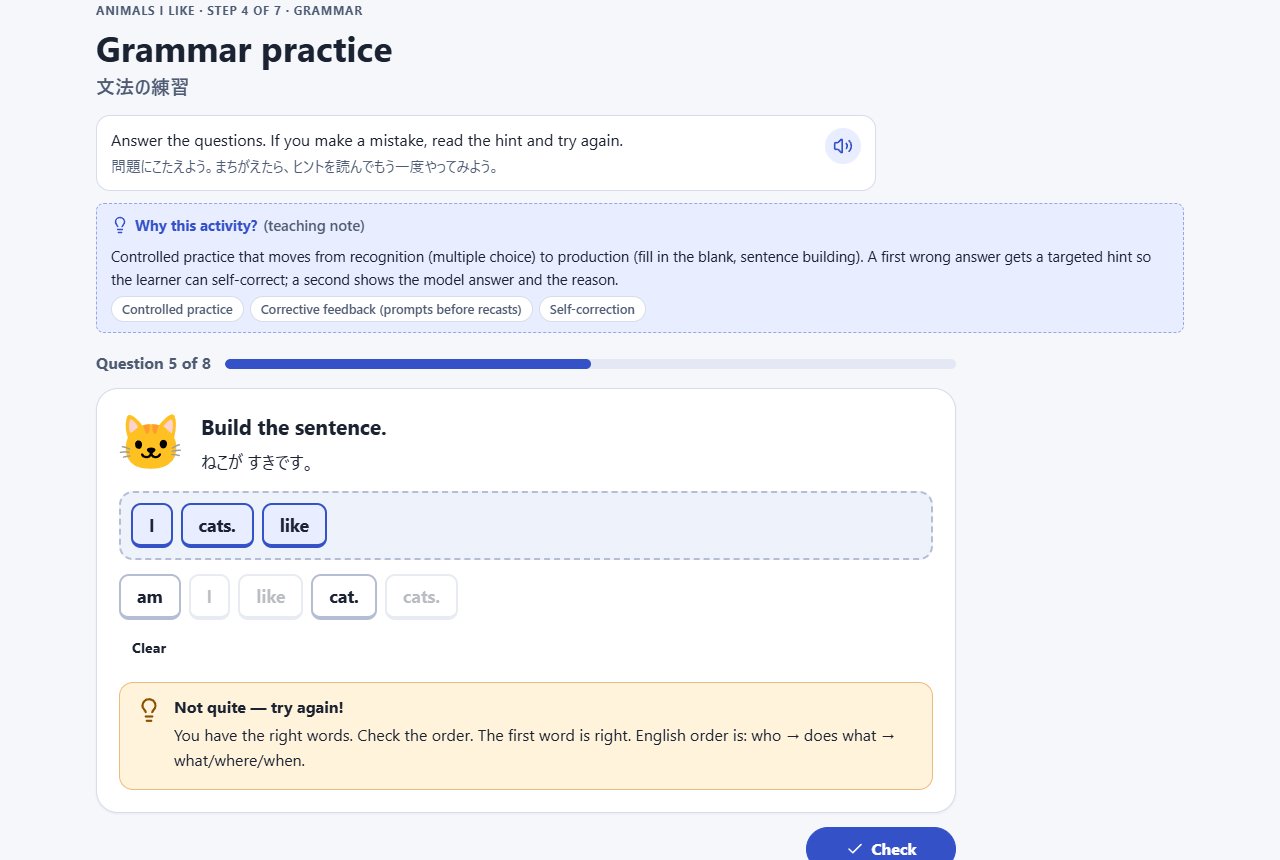 ANIMALS I LIKE · STEP 4 OF 7 · GRAMMAR
Grammar practice
文法の練習
Answer the questions. If you make a mistake, read the hint and try again.
問題にこたえよう。まちがえたら、ヒントを読んでもう一度やってみよう。
Why this activity? (teaching note)
Controlled practice that moves from recognition (multiple choice) to production (fill in the blank, sentence building). A first wrong answer gets a targeted hint so
the learner can self-correct; a second shows the model answer and the reason.
Controlled practice Corrective feedback (prompts before recasts) Self-correction
Question 5 of 8
Build the sentence.
ねこが すきです。
I cats. like
am I like cat. cats.
Clear
Not quite — try again!
You have the right words. Check the order. The first word is right. English order is: who → does what →
what/where/when.
Check